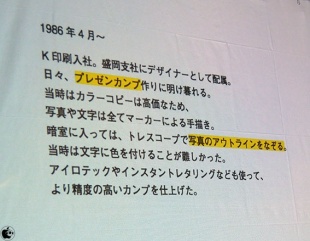 1986年4月～
K印刷入社。盛岡支社にデザイナーとして配属。
日々、プレゼンカンプ作りに明け暮れる。
当時はカラーコピーは高価なため、
写真や文字は全てマーカーによる手描き。
暗室に入っては、トレスコープで写真のアウトラインをなぞる。
当時は文字に色を付けることが難しかった。
アイロテックやインスタントレタリングなども使って、
より精度の高いカンプを仕上げた。